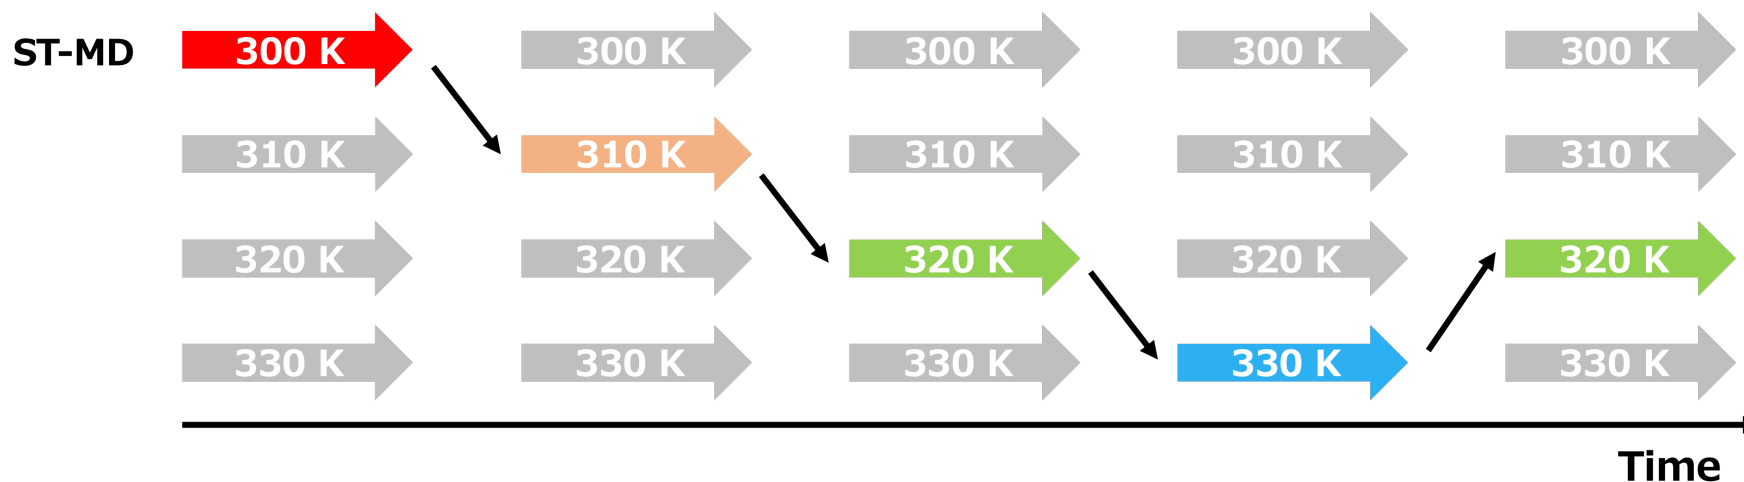 ST-MD 300 K 300 K 300 K 300 K 300 K
310 K 310 K 310 K 310 K 310 K
320 K 320 K 320 K 320 K 320 K
330 K 330 K 330 K 330 K 330 K
Time